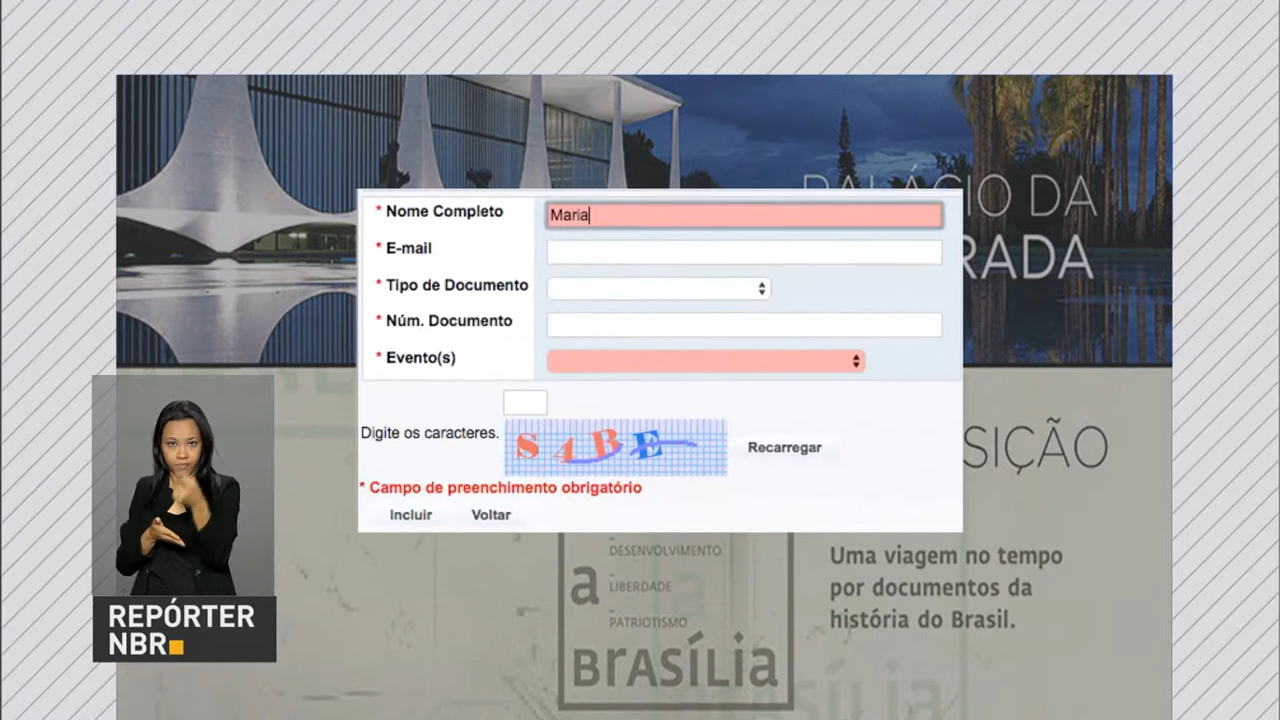 PALÁCIO DA
RADA
* Nome Completo
Maria
* E-mail
* Tipo de Documento
* Núm. Documento
* Evento(s)
Digite os caracteres.
S4BE
Recarregar
* Campo de preenchimento obrigatório
Incluir
Voltar
SIÇÃO
DESENVOLVIMENTO
a
LIBERDADE
PATRIOTISMO
BrasíLia
Uma viagem no tempo
por documentos da
história do Brasil.
REPÓRTER
NBR